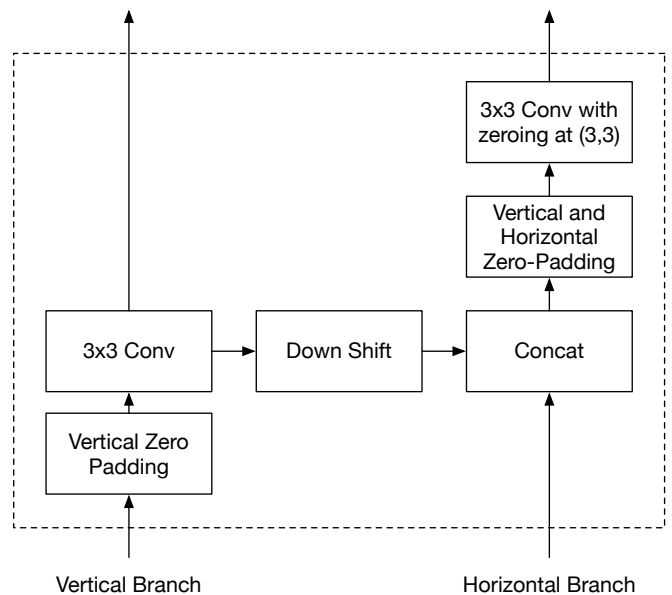 3x3 Conv with
zeroing at (3,3)
Vertical and
Horizontal
Zero-Padding
3x3 Conv
Down Shift
Concat
Vertical Zero
Padding
Vertical Branch
Horizontal Branch